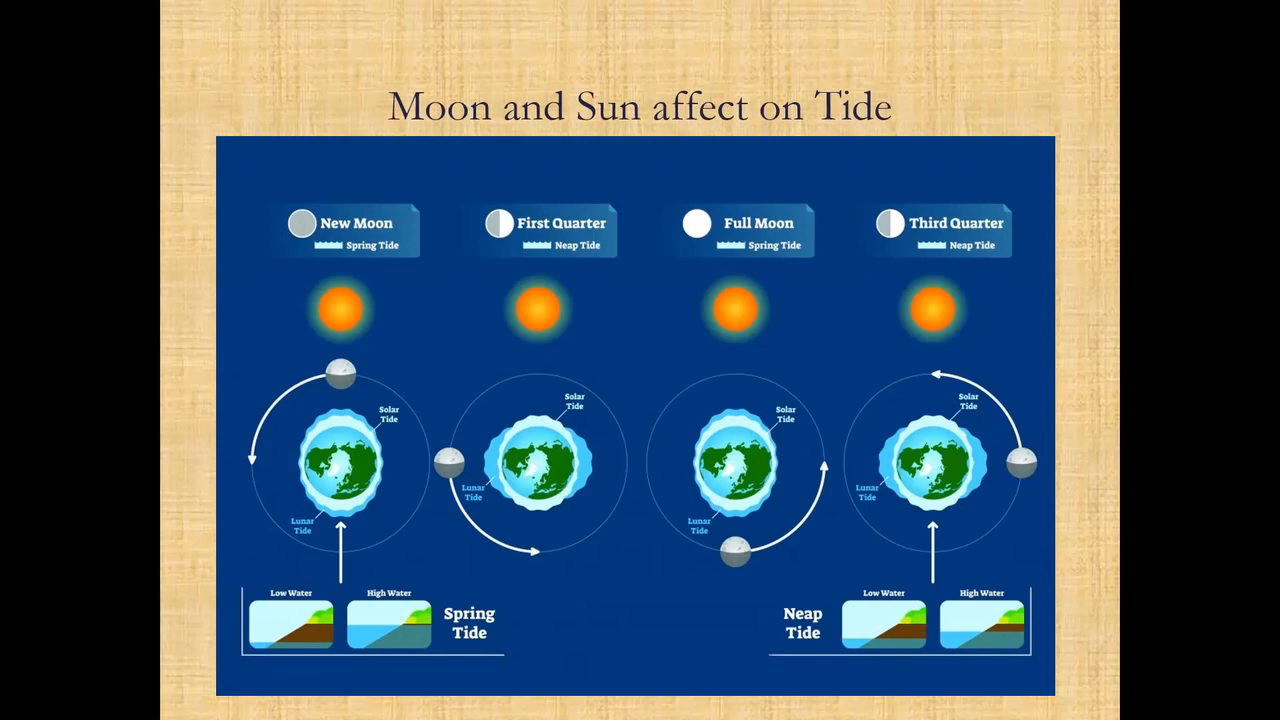 Moon and Sun affect on Tide
New Moon
Spring Tide
First Quarter
Neap Tide
Full Moon
Spring Tide
Third Quarter
Neap Tide
Solar
Tide
Lunar
Tide
Solar
Tide
Lunar
Tide
Solar
Tide
Lunar
Tide
Solar
Tide
Lunar
Tide
Low Water
High Water
Spring
Tide
Neap
Tide
Low Water
High Water